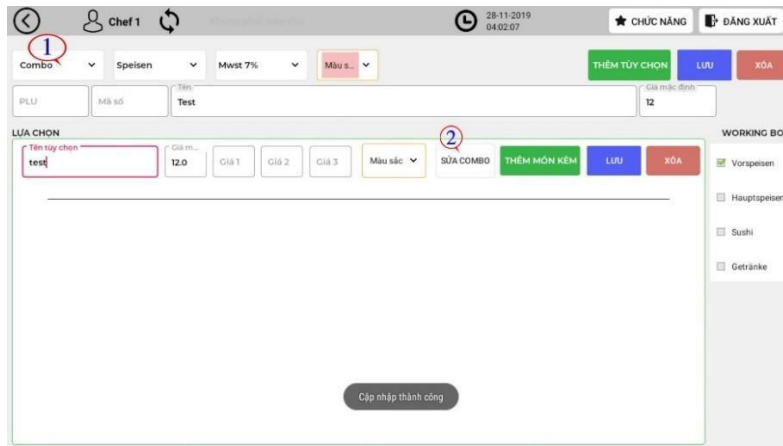 Chef 1
28-11-2019
04:02:07
CHỨC NĂNG
ĐĂNG XUẤT
1
Combo
Speisen
Mwst 7%
Màu s...
THÊM TÙY CHỌN
LƯU
XÓA
PLU
Mã số
Tên
Test
Giá mặc định
12
LỰA CHỌN
WORKING BO
2
Tên tùy chọn
test
Giá m...
12.0
Giá 1
Giá 2
Giá 3
Màu sắc
SỬA COMBO
THÊM MÓN KÈM
LƯU
XÓA
Vorspeisen
Hauptspeisen
Sushi
Getränke
Cập nhập thành công